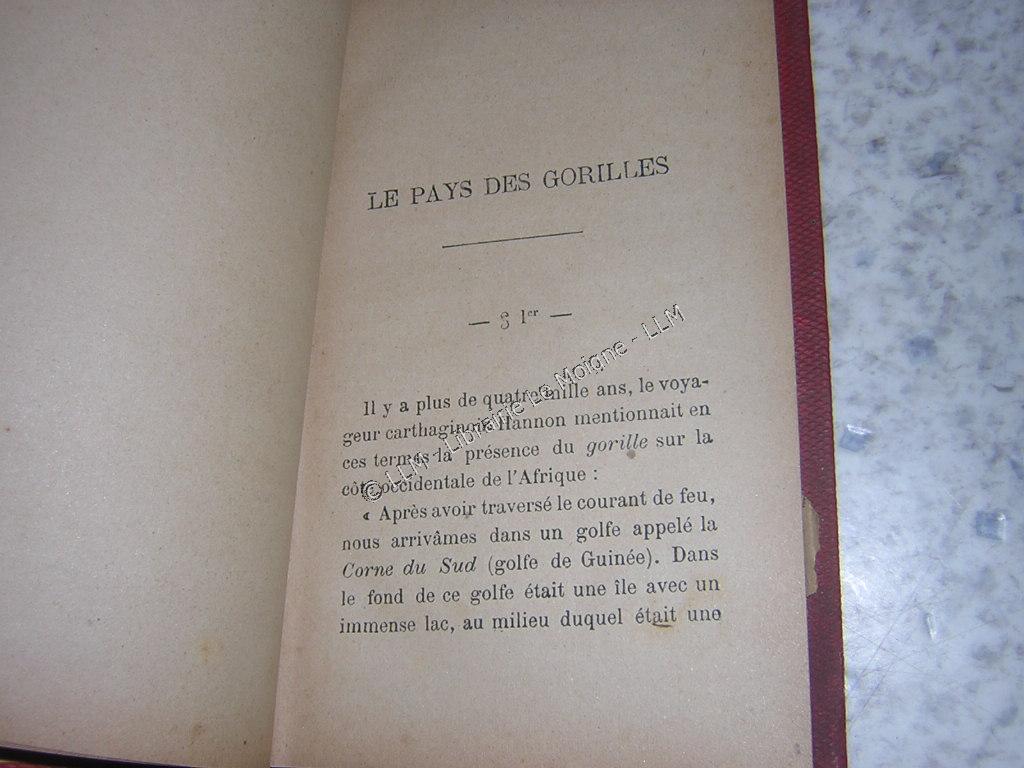 LE PAYS DES GORILLES
— § 1er —
Il y a plus de quatre mille ans, le voya-
geur carthaginois Hannon mentionnait en
ces termes la présence du gorille sur la
côte occidentale de l'Afrique :
« Après avoir traversé le courant de feu,
nous arrivâmes dans un golfe appelé la
Corne du Sud (golfe de Guinée). Dans
le fond de ce golfe était une île avec un
immense lac, au milieu duquel était une
© LLM - Librairie Le Moigne - LLM